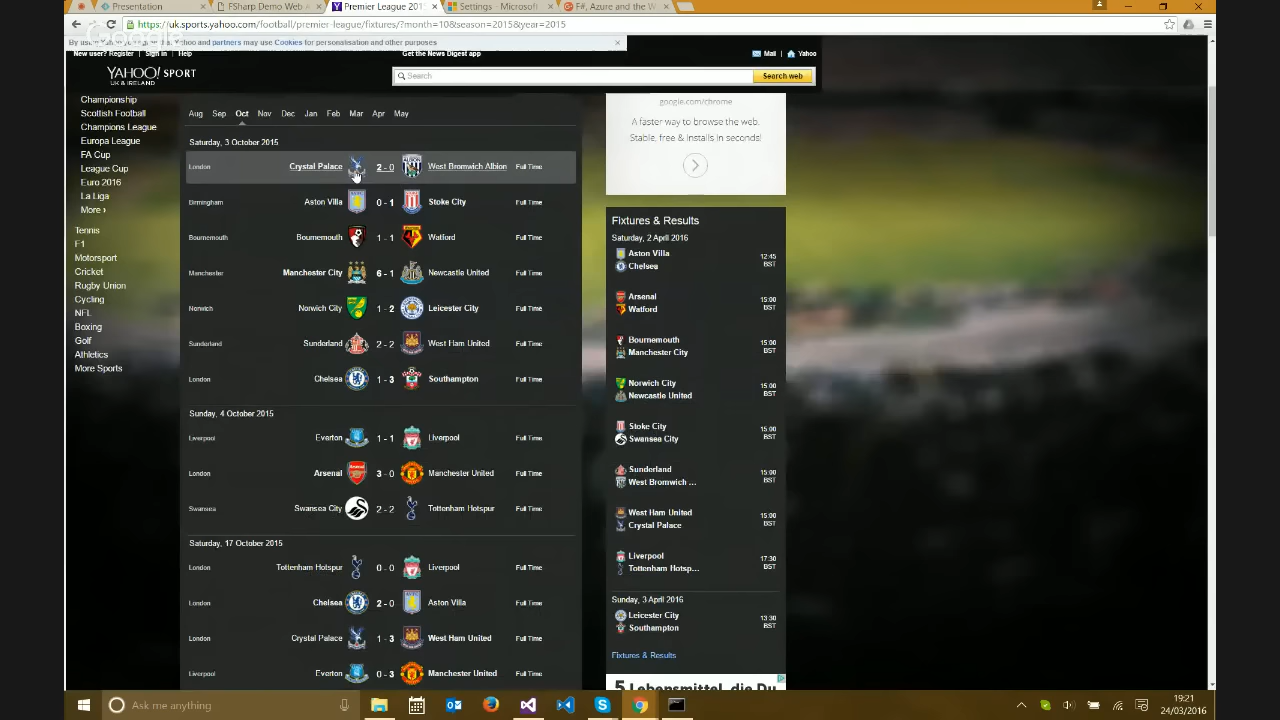 Presentation
FSharp Demo Web A
Premier League 2015
Settings - Microsoft
F#, Azure and the W
https://uk.sports.yahoo.com/football/premier-league/fixtures/?month=10&season=2015&year=2015
Google
By using Yahoo you agree that Yahoo and partners may use Cookies for personalisation and other purposes
New user? Register
Sign in
Help
Get the News Digest app
Mail
Yahoo
YAHOO! SPORT
UK & IRELAND
Search
Search web
Championship
Scottish Football
Champions League
Europa League
FA Cup
League Cup
Euro 2016
La Liga
More ›
Tennis
F1
Motorsport
Cricket
Rugby Union
Cycling
NFL
Boxing
Golf
Athletics
More Sports
Aug Sep Oct Nov Dec Jan Feb Mar Apr May
Saturday, 3 October 2015
London Crystal Palace 2 - 0 West Bromwich Albion Full Time
Birmingham Aston Villa 0 - 1 Stoke City Full Time
Bournemouth Bournemouth 1 - 1 Watford Full Time
Manchester Manchester City 6 - 1 Newcastle United Full Time
Norwich Norwich City 1 - 2 Leicester City Full Time
Sunderland Sunderland 2 - 2 West Ham United Full Time
London Chelsea 1 - 3 Southampton Full Time
Sunday, 4 October 2015
Liverpool Everton 1 - 1 Liverpool Full Time
London Arsenal 3 - 0 Manchester United Full Time
Swansea Swansea City 2 - 2 Tottenham Hotspur Full Time
Saturday, 17 October 2015
London Tottenham Hotspur 0 - 0 Liverpool Full Time
London Chelsea 2 - 0 Aston Villa Full Time
London Crystal Palace 1 - 3 West Ham United Full Time
Liverpool Everton 0 - 3 Manchester United Full Time
google.com/chrome
A faster way to browse the web.
Stable, free & installs in seconds!
Fixtures & Results
Saturday, 2 April 2016
Aston Villa
Chelsea
12:45
BST
Arsenal
Watford
15:00
BST
Bournemouth
Manchester City
15:00
BST
Norwich City
Newcastle United
15:00
BST
Stoke City
Swansea City
15:00
BST
Sunderland
West Bromwich ...
15:00
BST
West Ham United
Crystal Palace
15:00
BST
Liverpool
Tottenham Hotsp...
17:30
BST
Sunday, 3 April 2016
Leicester City
Southampton
13:30
BST
Fixtures & Results
5 Lebensmittel, die Du
Ask me anything
19:21
24/03/2016